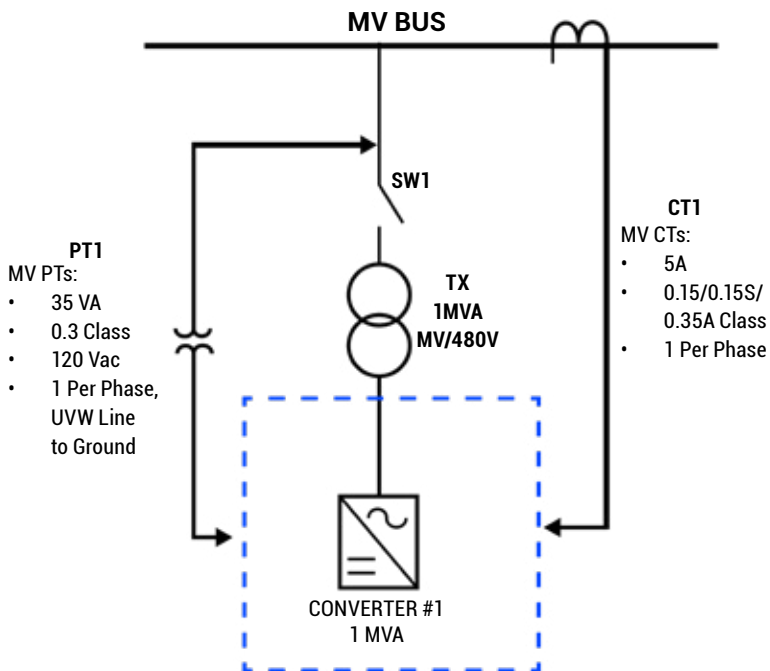 MV BUS
SW1
PT1
MV PTs:
• 35 VA
• 0.3 Class
• 120 Vac
• 1 Per Phase,
UVW Line
to Ground
TX
1MVA
MV/480V
CT1
MV CTs:
• 5A
• 0.15/0.15S/
0.35A Class
• 1 Per Phase
CONVERTER #1
1 MVA